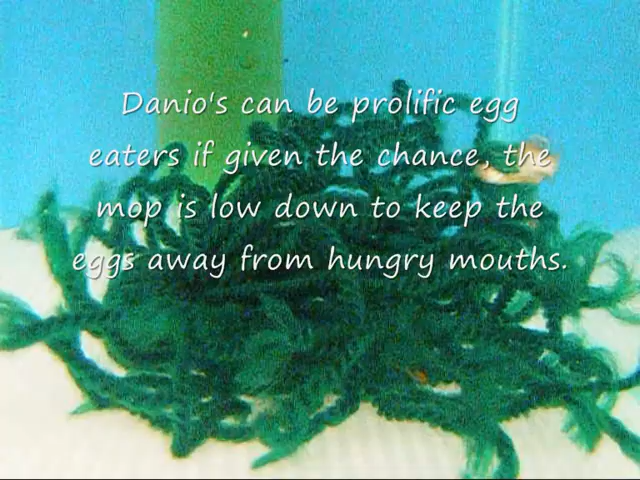 Danio's can be prolific egg
eaters if given the chance, the
mop is low down to keep the
eggs away from hungry mouths.